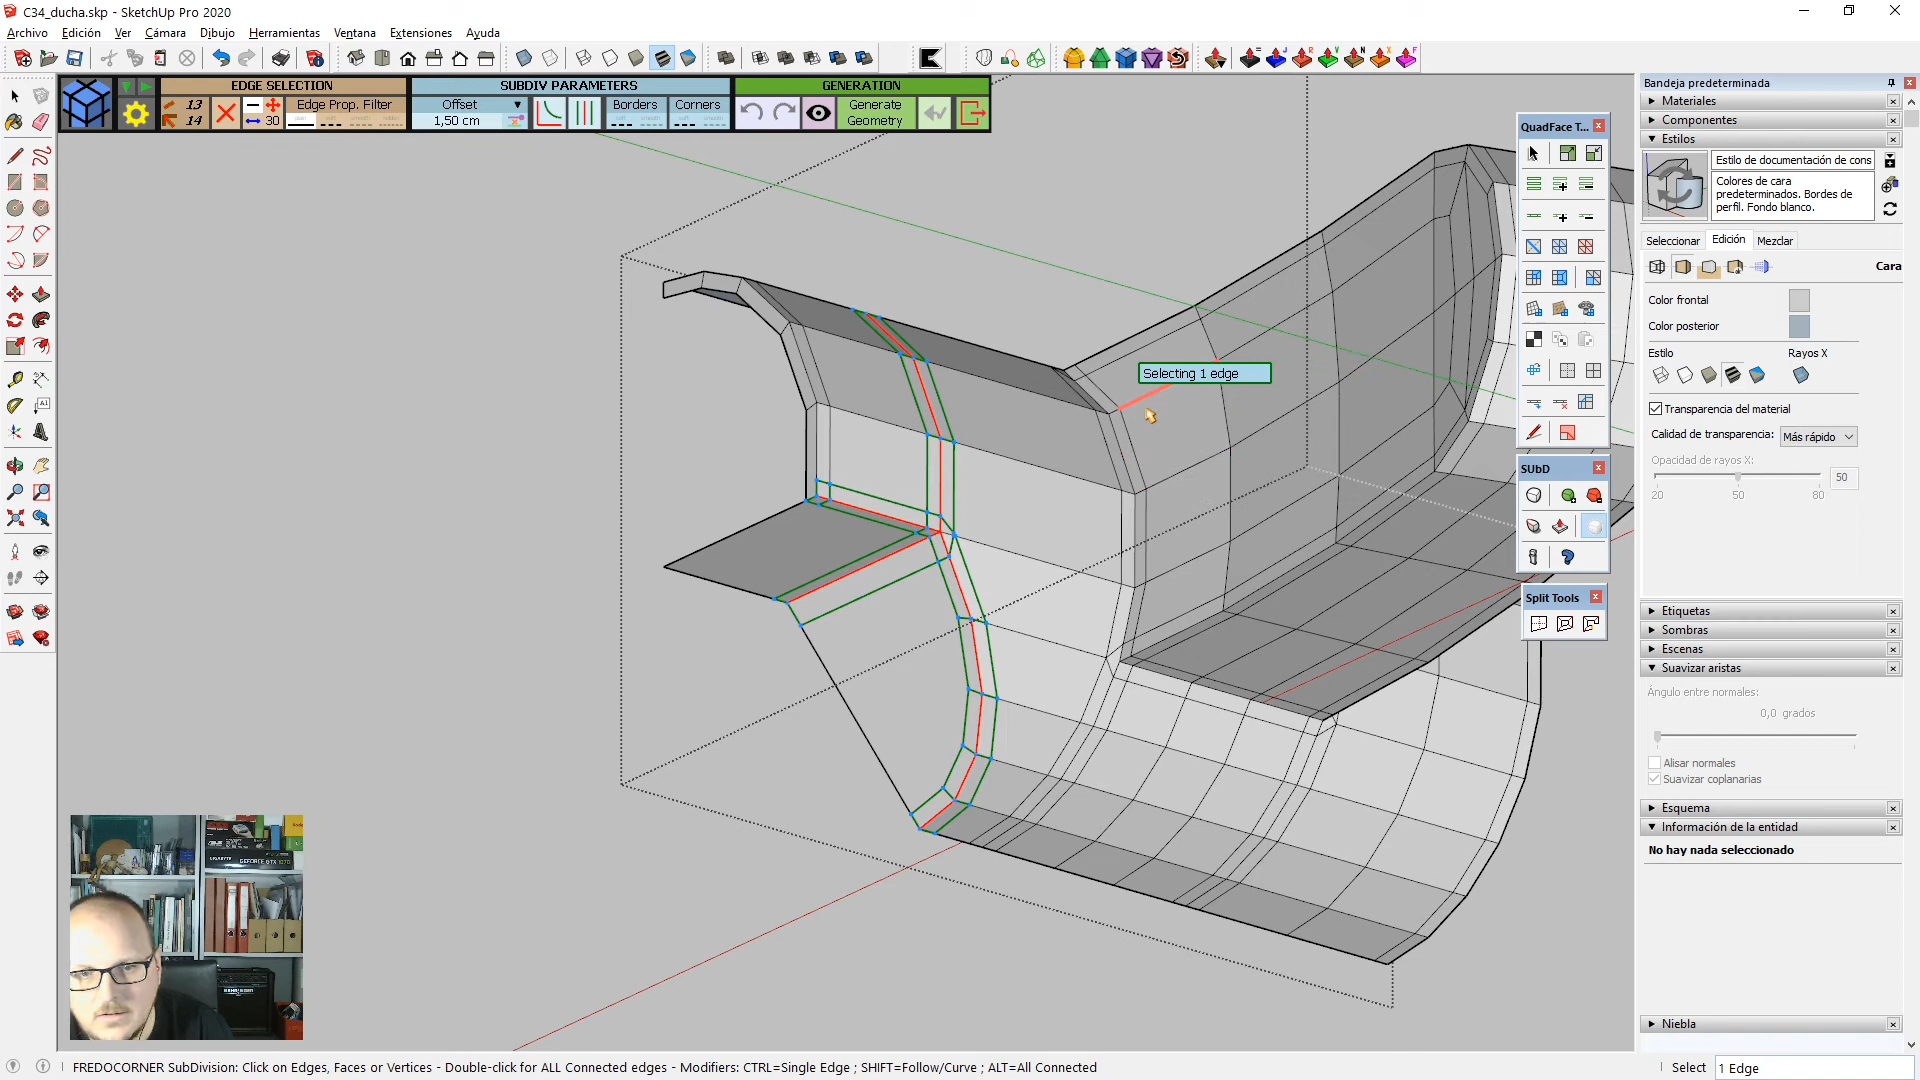 C34_ducha.skp - SketchUp Pro 2020
Archivo Edición Ver Cámara Dibujo Herramientas Ventana Extensiones Ayuda
EDGE SELECTION SUBDIV PARAMETERS GENERATION
13
14
30
Edge Prop. Filter
Offset
1,50 cm
Borders Corners
Generate
Geometry
Selecting 1 edge
QuadFace T...
SUbD
Split Tools
Bandeja predeterminada
Materiales
Componentes
Estilos
Estilo de documentación de cons
Colores de cara
predeterminados. Bordes de
perfil. Fondo blanco.
Seleccionar Edición Mezclar
Cara
Color frontal
Color posterior
Estilo Rayos X
Transparencia del material
Calidad de transparencia: Más rápido
Opacidad de rayos X:
50
20 50 80
Etiquetas
Sombras
Escenas
Suavizar aristas
Ángulo entre normales:
0,0 grados
Alisar normales
Suavizar coplanarias
Esquema
Información de la entidad
No hay nada seleccionado
Niebla
FREDOCORNER SubDivision: Click on Edges, Faces or Vertices - Double-click for ALL Connected edges - Modifiers: CTRL=Single Edge ; SHIFT=Follow/Curve ; ALT=All Connected
Select 1 Edge